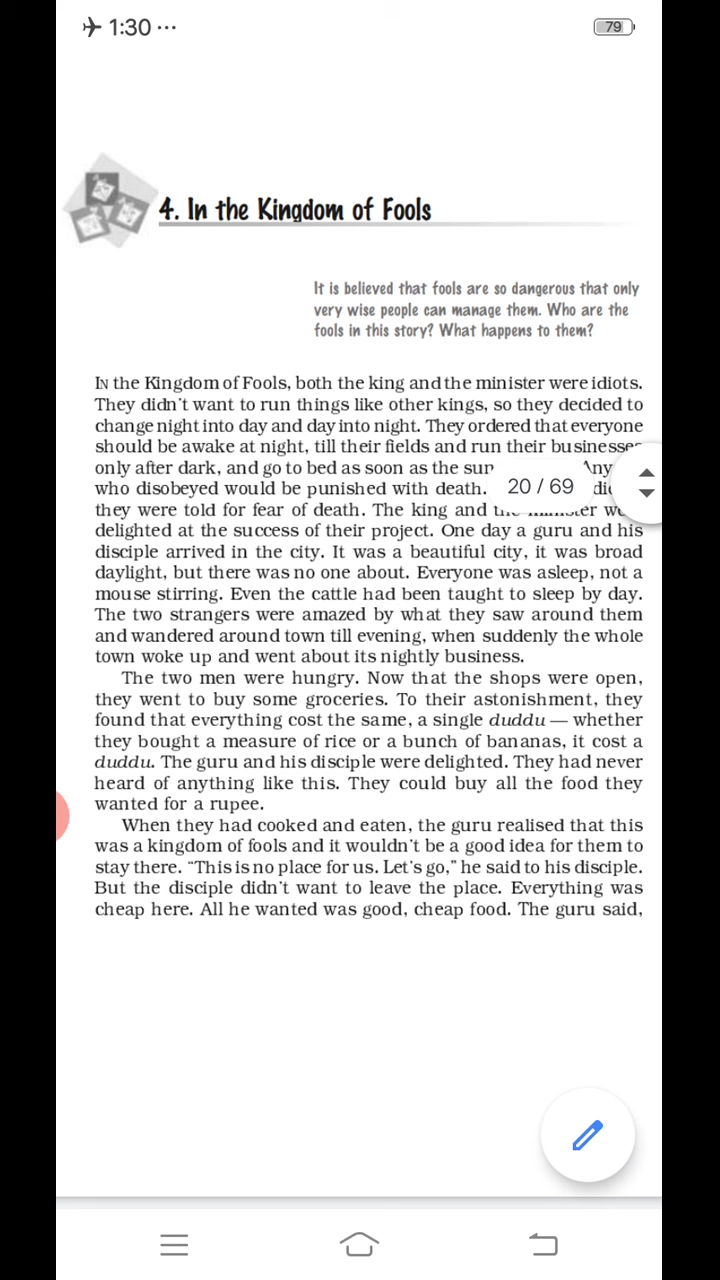 1:30 ...
79
4. In the Kingdom of Fools
It is believed that fools are so dangerous that only
very wise people can manage them. Who are the
fools in this story? What happens to them?
IN the Kingdom of Fools, both the king and the minister were idiots.
They didn't want to run things like other kings, so they decided to
change night into day and day into night. They ordered that everyone
should be awake at night, till their fields and run their businesses
only after dark, and go to bed as soon as the sun
who disobeyed would be punished with death.
20 / 69
they were told for fear of death. The king and the minister were
delighted at the success of their project. One day a guru and his
disciple arrived in the city. It was a beautiful city, it was broad
daylight, but there was no one about. Everyone was asleep, not a
mouse stirring. Even the cattle had been taught to sleep by day.
The two strangers were amazed by what they saw around them
and wandered around town till evening, when suddenly the whole
town woke up and went about its nightly business.
The two men were hungry. Now that the shops were open,
they went to buy some groceries. To their astonishment, they
found that everything cost the same, a single duddu — whether
they bought a measure of rice or a bunch of bananas, it cost a
duddu. The guru and his disciple were delighted. They had never
heard of anything like this. They could buy all the food they
wanted for a rupee.
When they had cooked and eaten, the guru realised that this
was a kingdom of fools and it wouldn't be a good idea for them to
stay there. “This is no place for us. Let's go,” he said to his disciple.
But the disciple didn't want to leave the place. Everything was
cheap here. All he wanted was good, cheap food. The guru said,